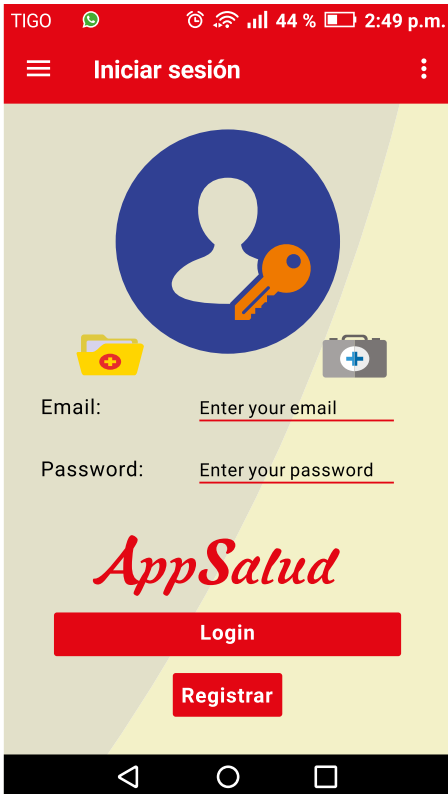 TIGO 44 % 2:49 p.m.
Iniciar sesión
Email: Enter your email
Password: Enter your password
AppSalud
Login
Registrar